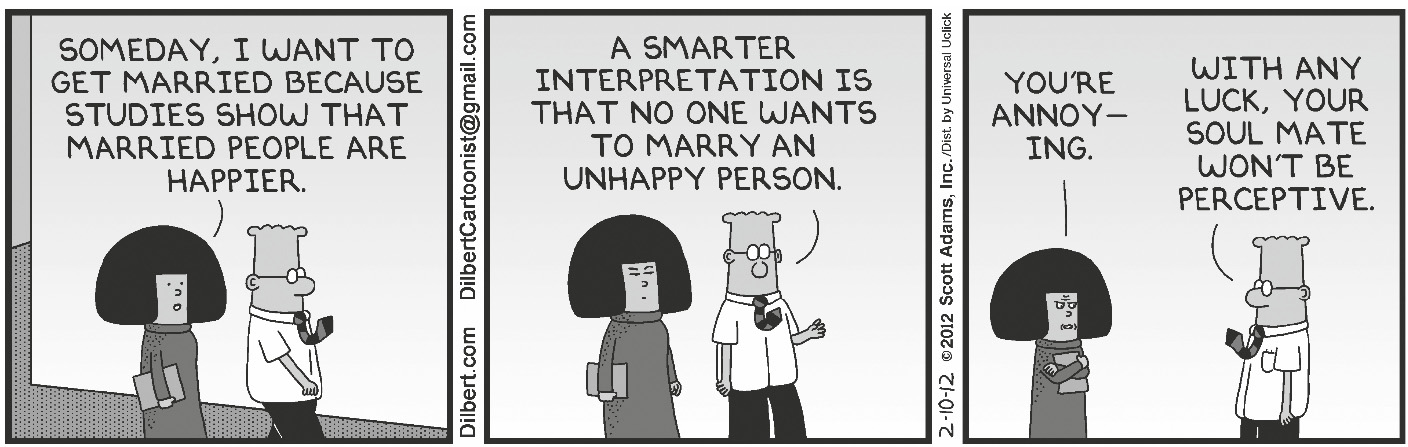 SOMEDAY, I WANT TO
GET MARRIED BECAUSE
STUDIES SHOW THAT
MARRIED PEOPLE ARE
HAPPIER.
Dilbert.com DilbertCartoonist@gmail.com
A SMARTER
INTERPRETATION IS
THAT NO ONE WANTS
TO MARRY AN
UNHAPPY PERSON.
2-10-12 © 2012 Scott Adams, Inc. /Dist. by Universal Uclick
YOU'RE
ANNOY-
ING.
WITH ANY
LUCK, YOUR
SOUL MATE
WON'T BE
PERCEPTIVE.